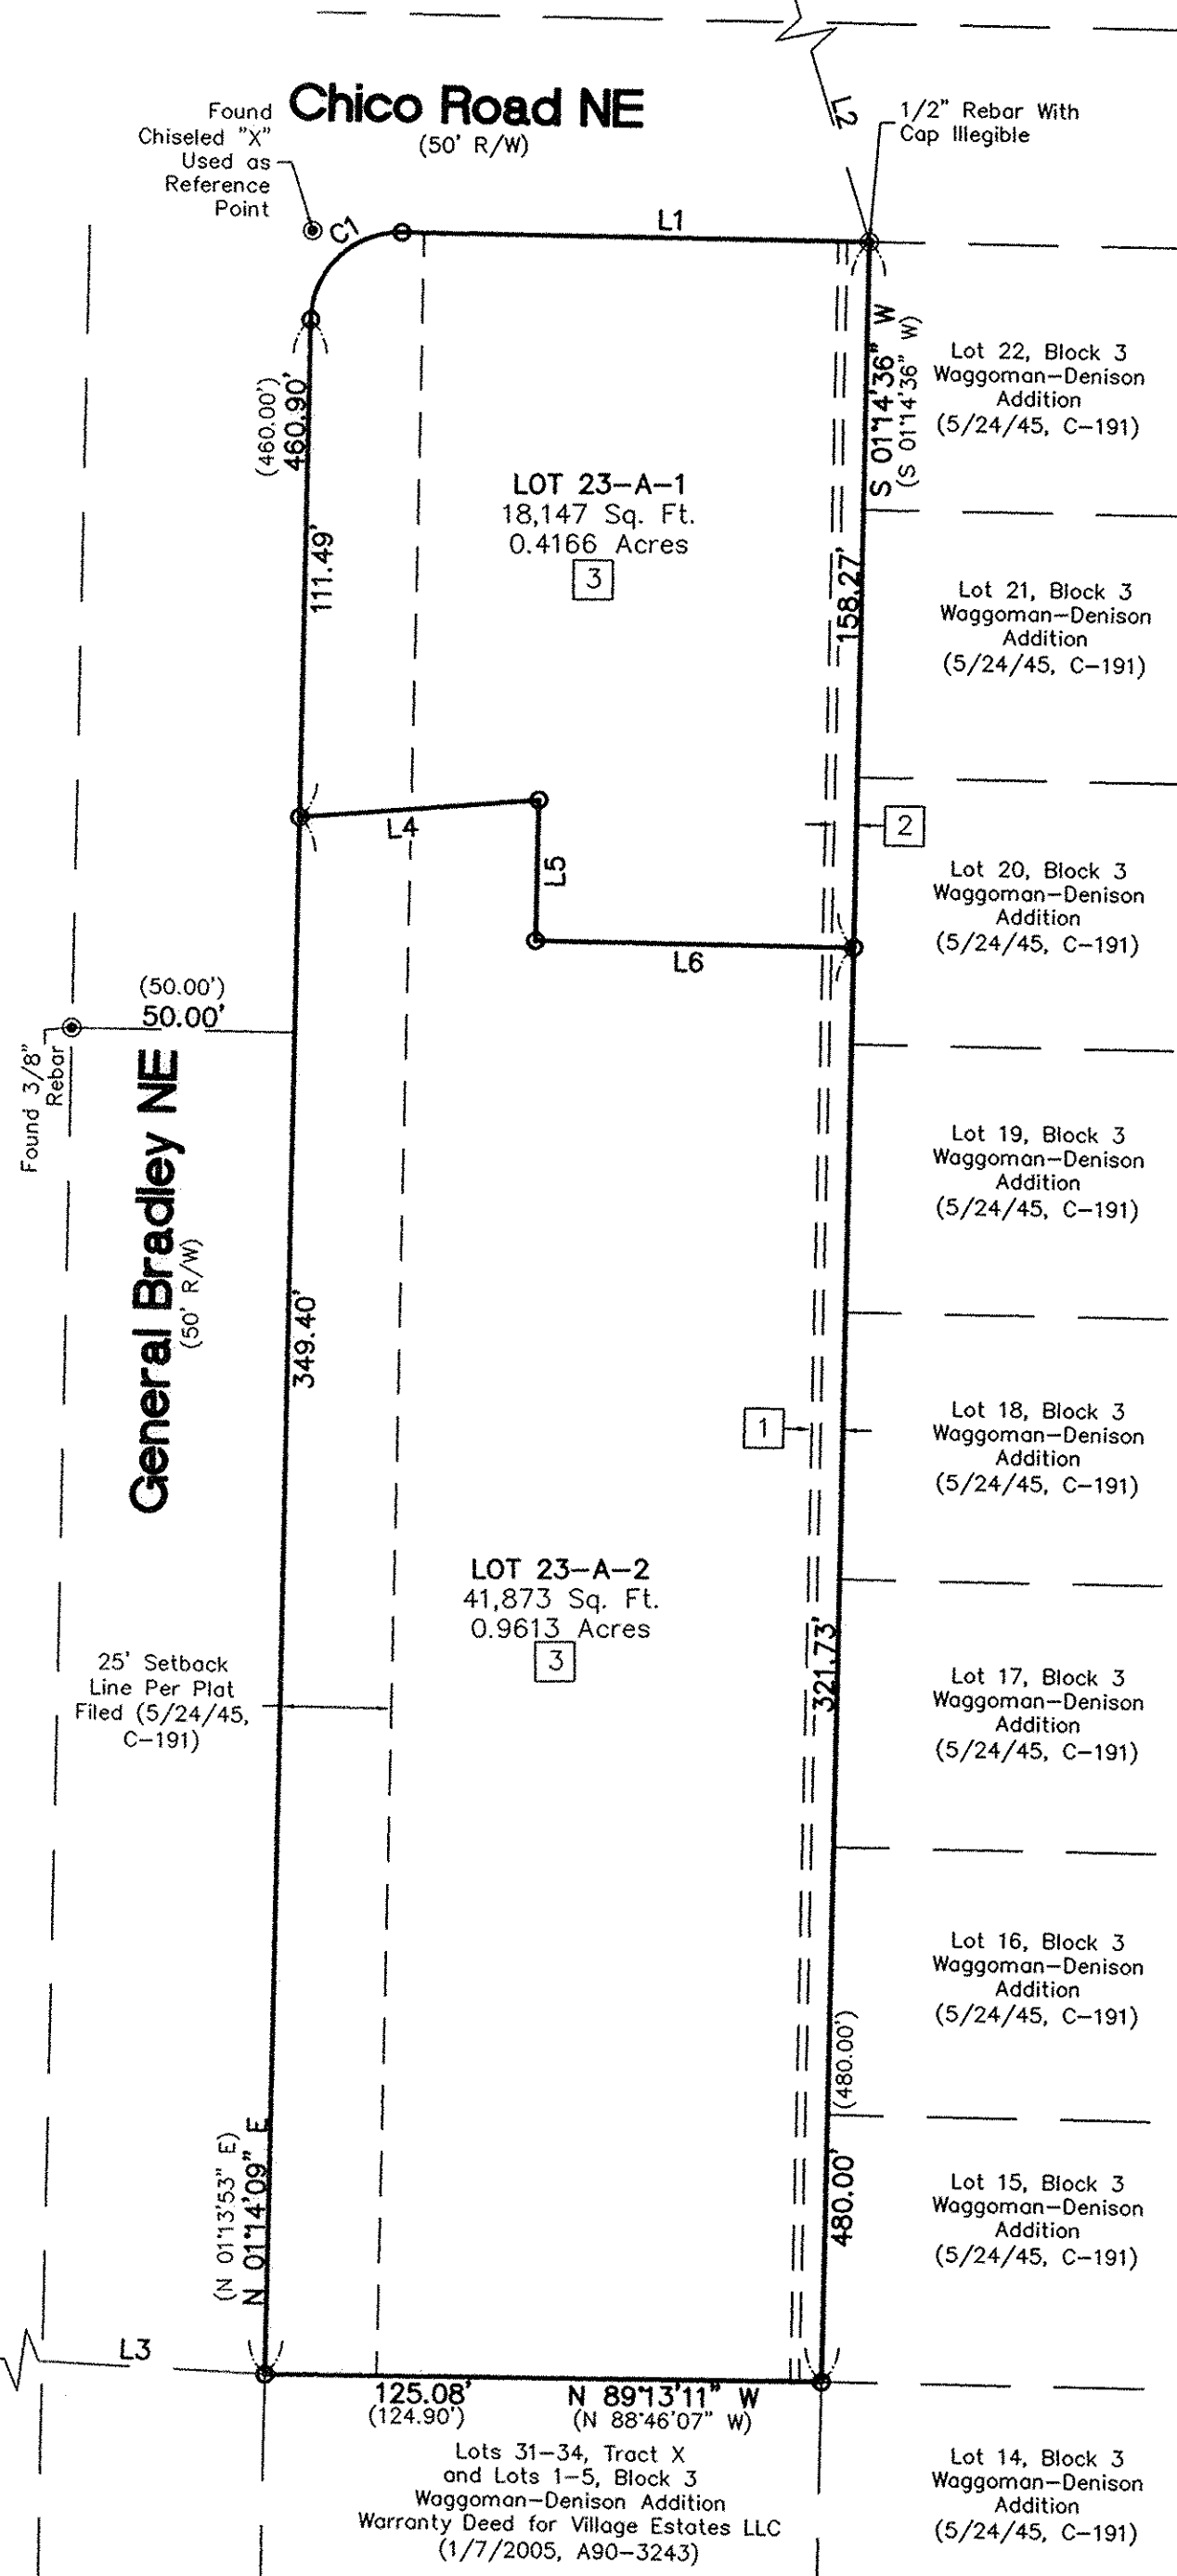 Chico Road NE
(50' R/W)
Found
Chiseled "X"
Used as
Reference
Point
L2
1/2" Rebar With
Cap Illegible
C1
L1
(460.00')
460.90'
111.49'
S 01°14'36" W
(S 01°14'36" W)
158.27'
LOT 23-A-1
18,147 Sq. Ft.
0.4166 Acres
3
Lot 22, Block 3
Waggoman-Denison
Addition
(5/24/45, C-191)
Lot 21, Block 3
Waggoman-Denison
Addition
(5/24/45, C-191)
L4
L5
L6
2
Lot 20, Block 3
Waggoman-Denison
Addition
(5/24/45, C-191)
(50.00')
50.00'
Found 3/8"
Rebar
General Bradley NE
(50' R/W)
349.40'
Lot 19, Block 3
Waggoman-Denison
Addition
(5/24/45, C-191)
1
Lot 18, Block 3
Waggoman-Denison
Addition
(5/24/45, C-191)
LOT 23-A-2
41,873 Sq. Ft.
0.9613 Acres
3
321.73'
25' Setback
Line Per Plat
Filed (5/24/45,
C-191)
Lot 17, Block 3
Waggoman-Denison
Addition
(5/24/45, C-191)
Lot 16, Block 3
Waggoman-Denison
Addition
(5/24/45, C-191)
(480.00')
480.00'
(N 01°13'53" E)
N 01°14'09" E
Lot 15, Block 3
Waggoman-Denison
Addition
(5/24/45, C-191)
L3
125.08'
(124.90')
N 89°13'11" W
(N 88°46'07" W)
Lots 31-34, Tract X
and Lots 1-5, Block 3
Waggoman-Denison Addition
Warranty Deed for Village Estates LLC
(1/7/2005, A90-3243)
Lot 14, Block 3
Waggoman-Denison
Addition
(5/24/45, C-191)